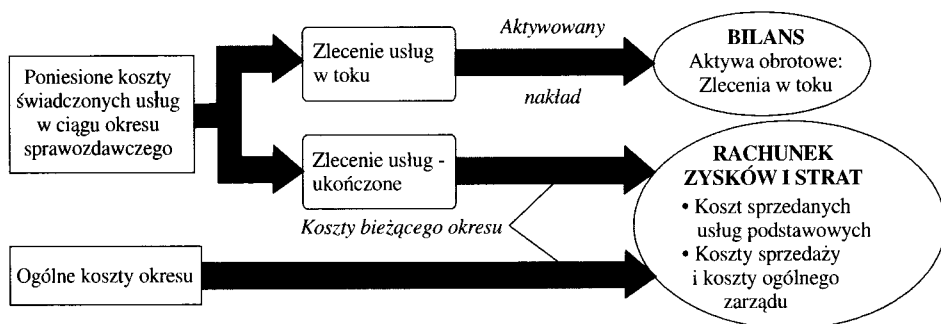 Poniesione koszty
świadczonych usług
w ciągu okresu
sprawozdawczego
Zlecenie usług
w toku
Aktywowany
nakład
BILANS
Aktywa obrotowe:
Zlecenia w toku
Zlecenie usług -
ukończone
Koszty bieżącego okresu
RACHUNEK
ZYSKÓW I STRAT
• Koszt sprzedanych
usług podstawowych
• Koszty sprzedaży
i koszty ogólnego
zarządu
Ogólne koszty okresu